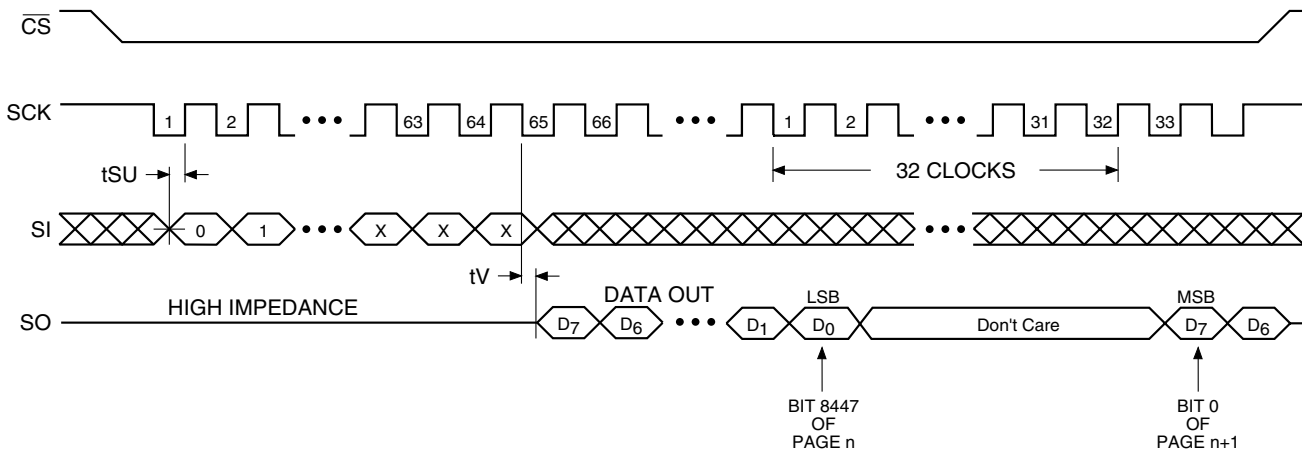 CS
SCK 1 2 ••• 63 64 65 66 ••• 1 2 ••• 31 32 33
tSU
32 CLOCKS
SI 0 1 ••• X X X •••
tV
HIGH IMPEDANCE
DATA OUT
LSB
MSB
SO D7 D6 ••• D1 D0 Don't Care D7 D6
BIT 8447
OF
PAGE n
BIT 0
OF
PAGE n+1